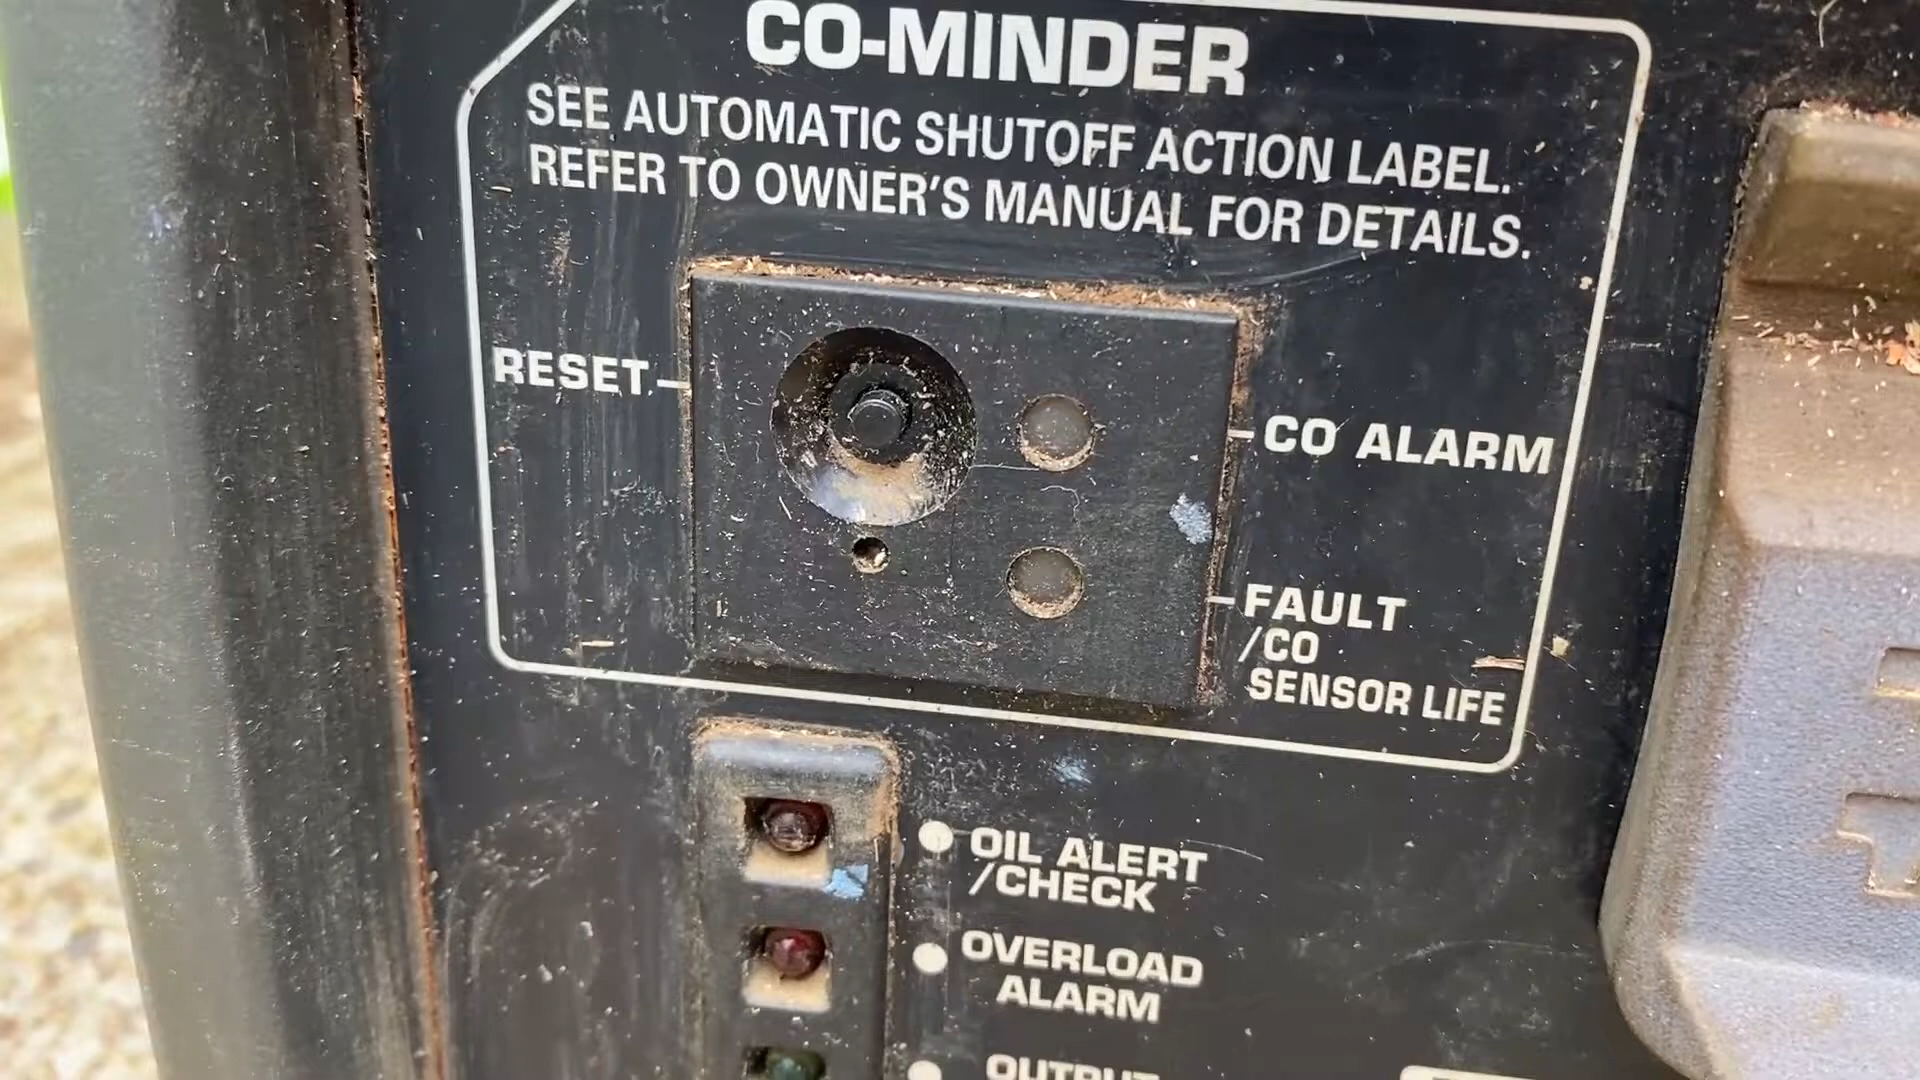 CO-MINDER
SEE AUTOMATIC SHUTOFF ACTION LABEL.
REFER TO OWNER'S MANUAL FOR DETAILS.
RESET
CO ALARM
FAULT
/CO
SENSOR LIFE
OIL ALERT
/CHECK
OVERLOAD
ALARM
OUTPUT